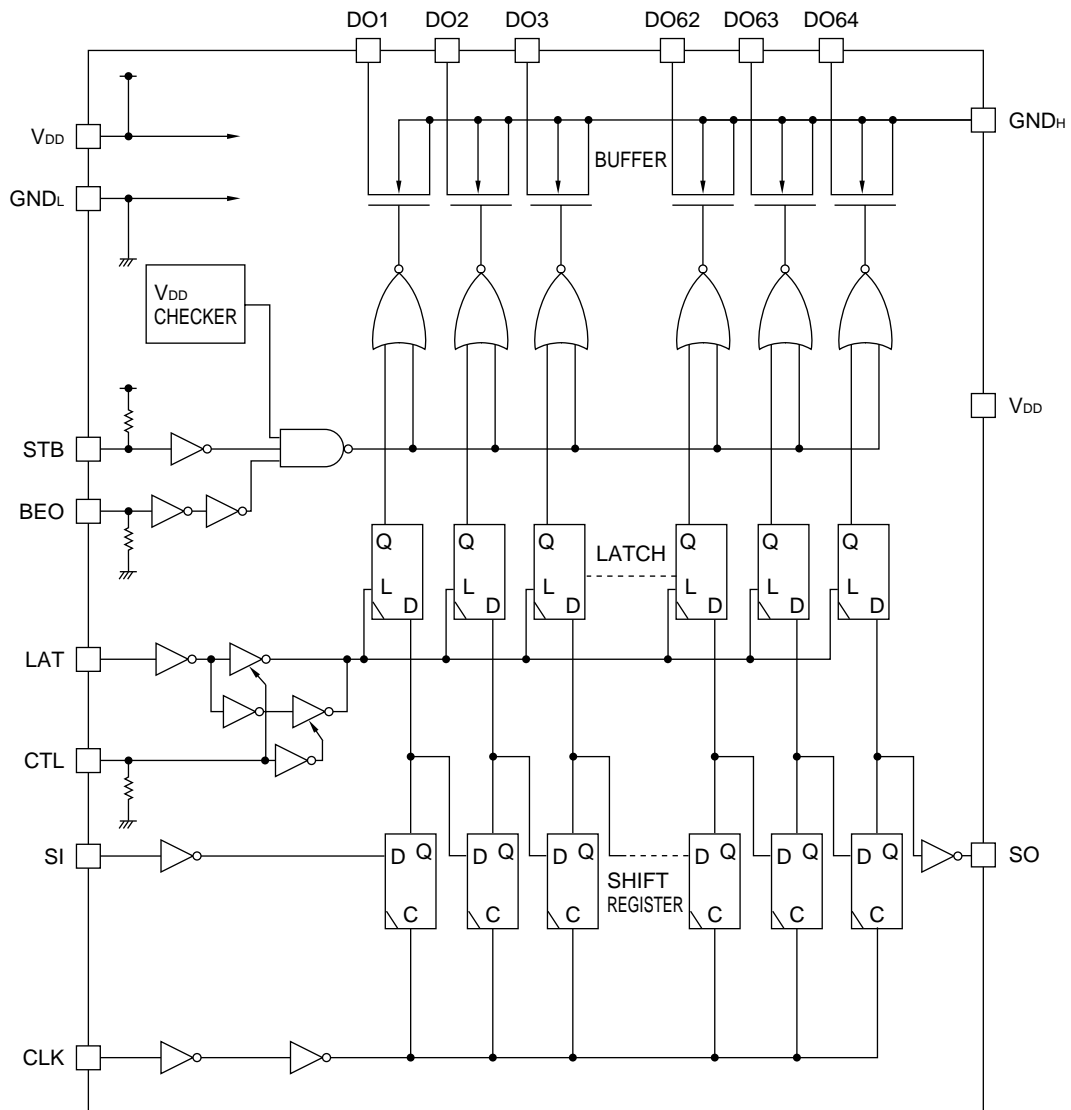 DO1 DO2 DO3 DO62 DO63 DO64
VDD
GNDH
BUFFER
GNDL
VDD
CHECKER
VDD
STB
BEO
Q Q Q Q Q Q
LATCH
L L L L L L
D D D D D D
LAT
CTL
SI
D Q D Q D Q D Q D Q D Q
SO
SHIFT
REGISTER
C C C C C C
CLK